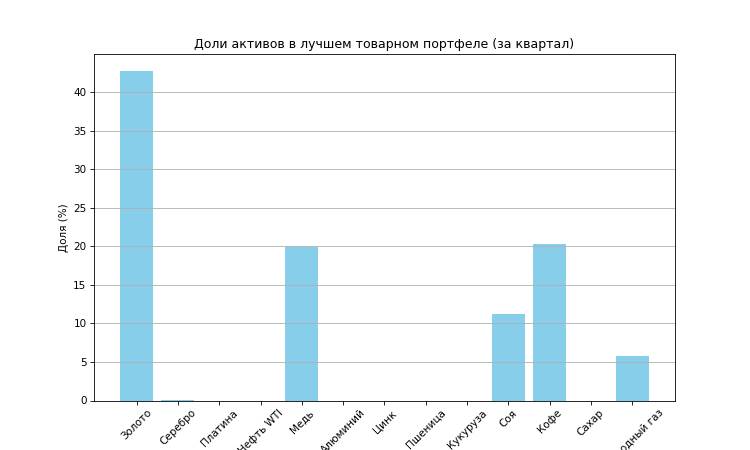 Доли активов в лучшем товарном портфеле (за квартал)
Доля (%)
40
35
30
25
20
15
10
5
0
Золото
Серебро
Платина
Нефть WTI
Медь
Алюминий
Цинк
Пшеница
Кукуруза
Соя
Кофе
Сахар
газ